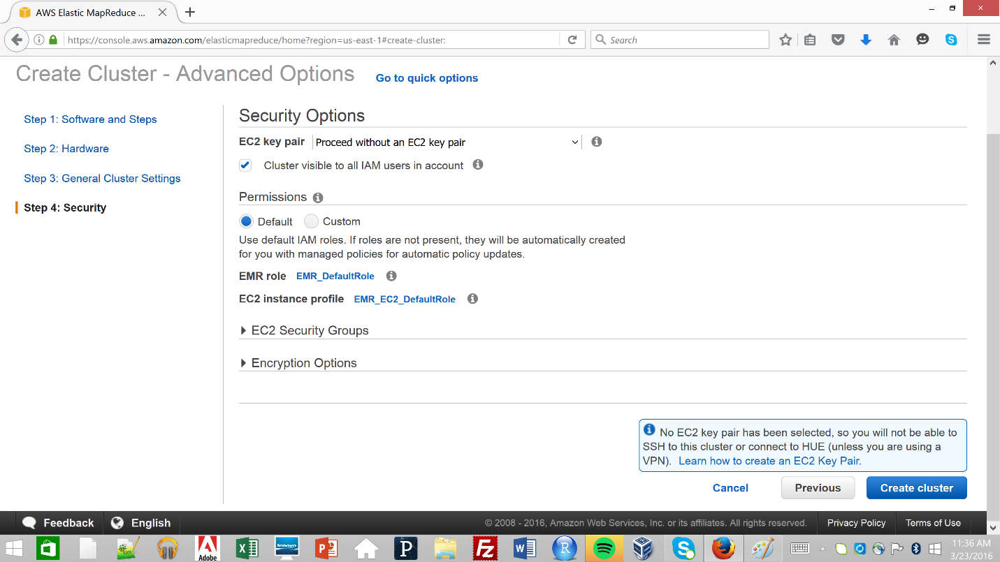 AWS Elastic MapReduce ...
https://console.aws.amazon.com/elasticmapreduce/home?region=us-east-1#create-cluster:
Search
Create Cluster - Advanced Options
Go to quick options
Step 1: Software and Steps
Step 2: Hardware
Step 3: General Cluster Settings
Step 4: Security
Security Options
EC2 key pair Proceed without an EC2 key pair
Cluster visible to all IAM users in account
Permissions
Default Custom
Use default IAM roles. If roles are not present, they will be automatically created
for you with managed policies for automatic policy updates.
EMR role EMR_DefaultRole
EC2 instance profile EMR_EC2_DefaultRole
EC2 Security Groups
Encryption Options
No EC2 key pair has been selected, so you will not be able to
SSH to this cluster or connect to HUE (unless you are using a
VPN). Learn how to create an EC2 Key Pair.
Cancel Previous Create cluster
Feedback English
© 2008 - 2016, Amazon Web Services, Inc. or its affiliates. All rights reserved. Privacy Policy Terms of Use
Adobe
lenovo
11:36 AM
3/23/2016